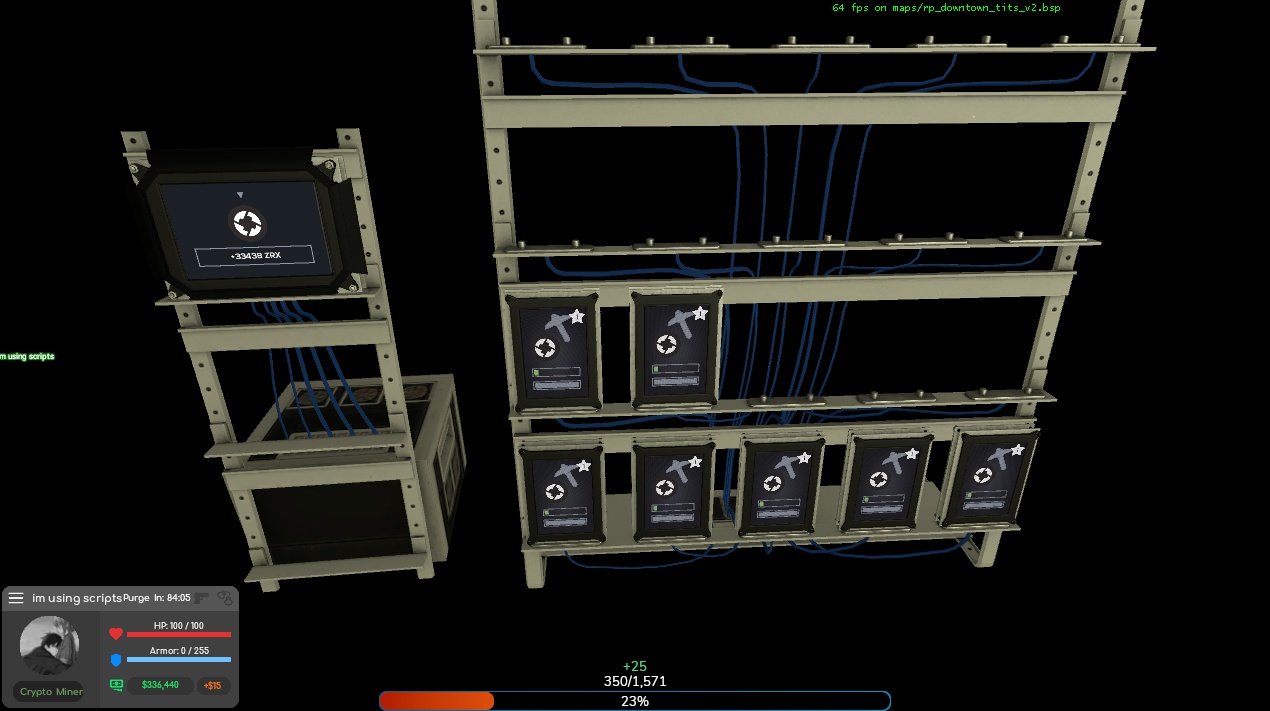 64 fps on maps/rp_downtown_tits_v2.bsp
+33438 ZRX
m using scripts
im using scripts Purge In: 84:05
HP: 100 / 100
Armor: 0 / 255
Crypto Miner
$336,440 +$15
+25
350/1,571
23%